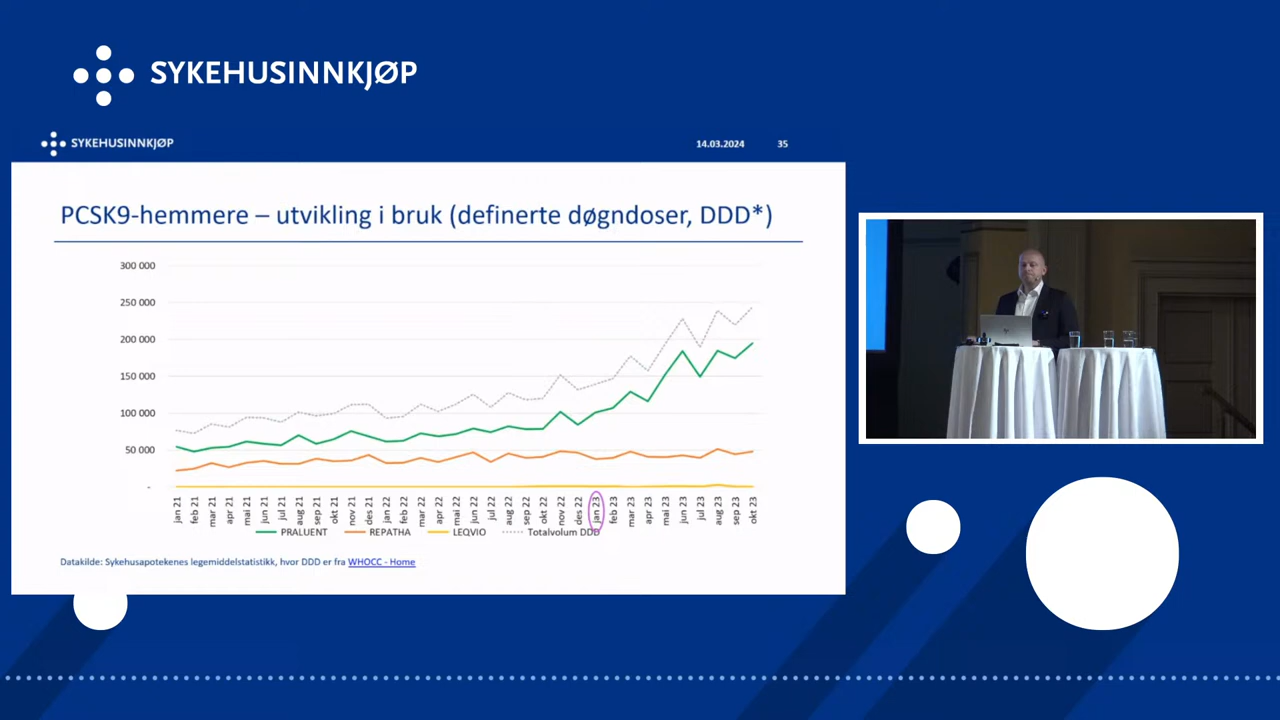 SYKEHUSINNKJØP
SYKEHUSINNKJØP
14.03.2024
35
PCSK9-hemmere – utvikling i bruk (definerte døgndoser, DDD*)
300 000
250 000
200 000
150 000
100 000
50 000
-
jan 21
feb 21
mar 21
apr 21
mai 21
jun 21
jul 21
aug 21
sep 21
okt 21
nov 21
des 21
jan 22
feb 22
mar 22
apr 22
mai 22
jun 22
jul 22
aug 22
sep 22
okt 22
nov 22
des 22
jan 23
feb 23
mar 23
apr 23
mai 23
jun 23
jul 23
aug 23
sep 23
okt 23
PRALUENT
REPATHA
LEQVIO
Totalvolum DDD
Datakilde: Sykehusapotekenes legemiddelstatistikk, hvor DDD er fra WHOCC - Home